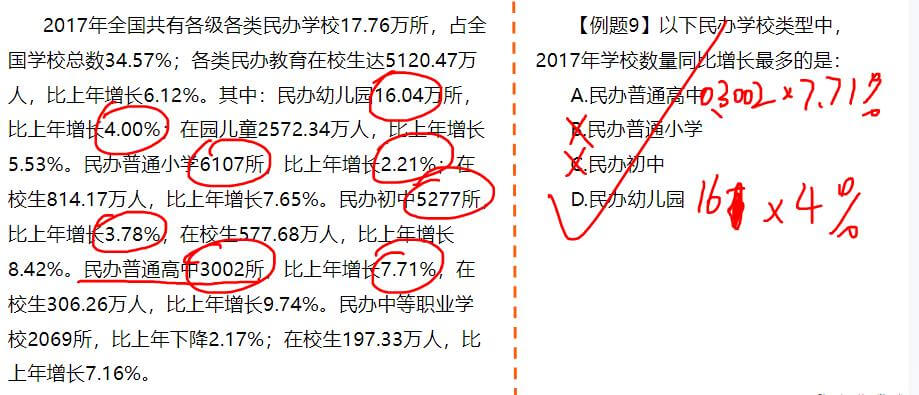 2017年全国共有各级各类民办学校17.76万所，占全
国学校总数34.57%；各类民办教育在校生达5120.47万
人，比上年增长6.12%。其中：民办幼儿园16.04万所，
比上年增长4.00%；在园儿童2572.34万人，比上年增长
5.53%。民办普通小学6107所，比上年增长2.21%；在
校生814.17万人，比上年增长7.65%。民办初中5277所，
比上年增长3.78%，在校生577.68万人，比上年增长
8.42%。民办普通高中3002所，比上年增长7.71%，在
校生306.26万人，比上年增长9.74%。民办中等职业学
校2069所，比上年下降2.17%；在校生197.33万人，比
上年增长7.16%。
【例题9】以下民办学校类型中，
2017年学校数量同比增长最多的是：
A.民办普通高中 0.3002×7.71%
B.民办普通小学
C.民办初中
D.民办幼儿园 16 ×4%